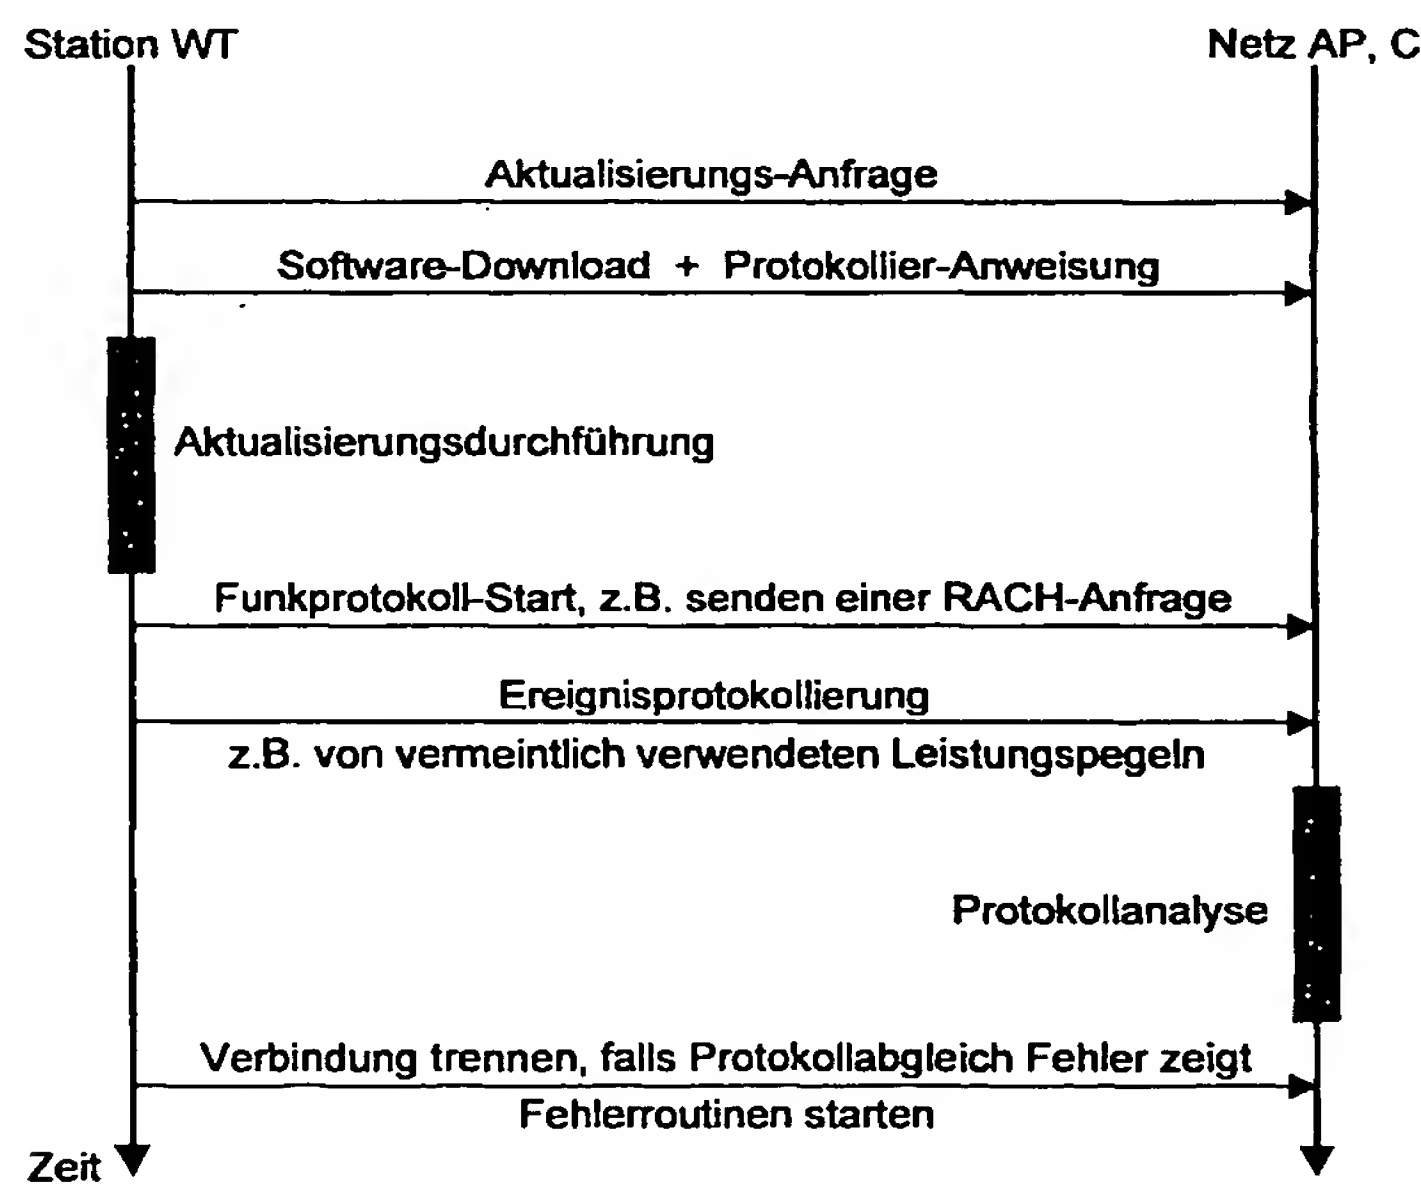 Station WT
Netz AP, C
Aktualisierungs-Anfrage
Software-Download + Protokollier-Anweisung
Aktualisierungsdurchführung
Funkprotokoll-Start, z.B. senden einer RACH-Anfrage
Ereignisprotokollierung
z.B. von vermeintlich verwendeten Leistungspegeln
Protokollanalyse
Verbindung trennen, falls Protokollabgleich Fehler zeigt
Fehlerroutinen starten
Zeit